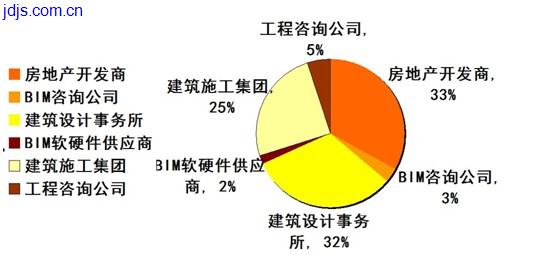 jdjs.com.cn
房地产开发商
BIM咨询公司
建筑设计事务所
BIM软硬件供应商
建筑施工集团
工程咨询公司
工程咨询公司,
5%
房地产开发商,
33%
建筑施工集团,
25%
BIM软硬件供应
商, 2%
BIM咨询公司,
3%
建筑设计事务
所, 32%